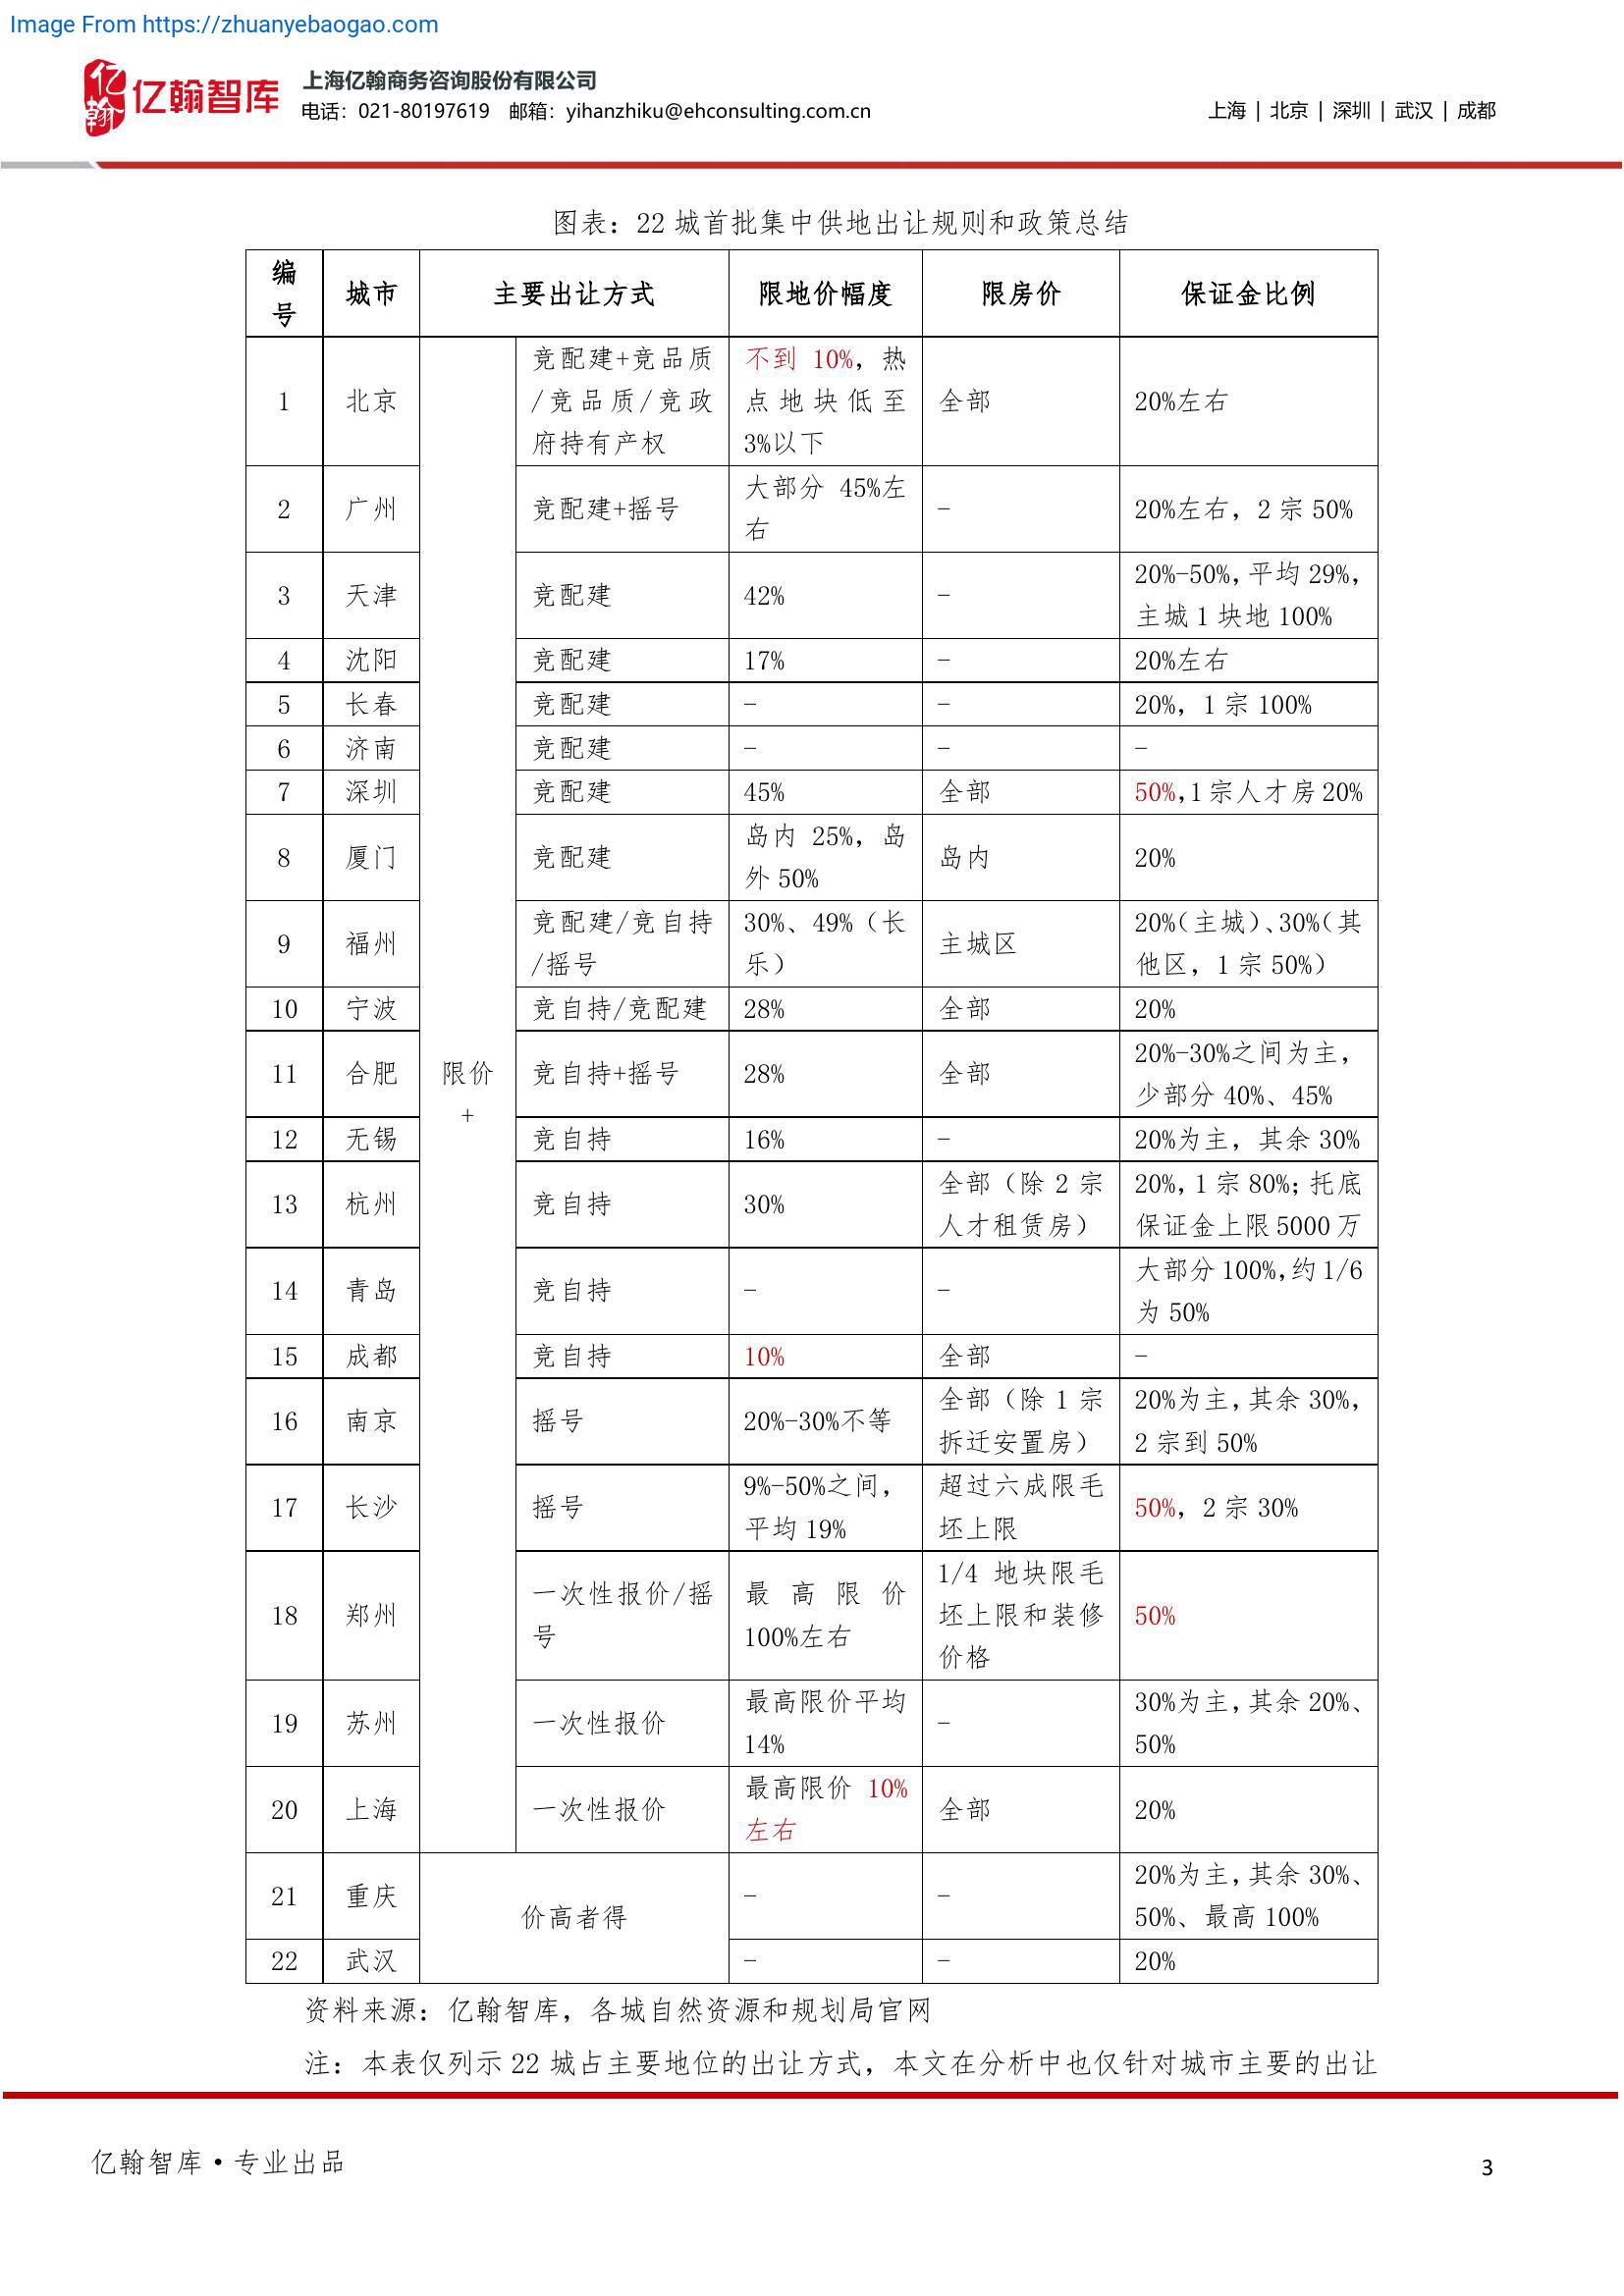 Image From https://zhuanyebaogao.com
亿翰
亿翰智库
上海亿翰商务咨询股份有限公司
电话：021-80197619 邮箱：yihanzhiku@ehconsulting.com.cn
上海 | 北京 | 深圳 | 武汉 | 成都
图表：22 城首批集中供地出让规则和政策总结
编号 城市 主要出让方式 限地价幅度 限房价 保证金比例
限价+
1 北京 竞配建+竞品质/竞品质/竞政府持有产权 不到 10%，热点地块低至3%以下 全部 20%左右
2 广州 竞配建+摇号 大部分 45%左右 - 20%左右，2 宗 50%
3 天津 竞配建 42% - 20%-50%，平均 29%，主城 1 块地 100%
4 沈阳 竞配建 17% - 20%左右
5 长春 竞配建 - - 20%，1 宗 100%
6 济南 竞配建 - - -
7 深圳 竞配建 45% 全部 50%，1 宗人才房 20%
8 厦门 竞配建 岛内 25%，岛外 50% 岛内 20%
9 福州 竞配建/竞自持/摇号 30%、49%（长乐） 主城区 20%（主城）、30%（其他区，1 宗 50%）
10 宁波 竞自持/竞配建 28% 全部 20%
11 合肥 竞自持+摇号 28% 全部 20%-30%之间为主，少部分 40%、45%
12 无锡 竞自持 16% - 20%为主，其余 30%
13 杭州 竞自持 30% 全部（除 2 宗人才租赁房） 20%，1 宗 80%；托底保证金上限 5000 万
14 青岛 竞自持 - - 大部分 100%，约 1/6为 50%
15 成都 竞自持 10% 全部 -
16 南京 摇号 20%-30%不等 全部（除 1 宗拆迁安置房） 20%为主，其余 30%，2 宗到 50%
17 长沙 摇号 9%-50%之间，平均 19% 超过六成限毛坯上限 50%，2 宗 30%
18 郑州 一次性报价/摇号 最高限价100%左右 1/4 地块限毛坯上限和装修价格 50%
19 苏州 一次性报价 最高限价平均14% - 30%为主，其余 20%、50%
20 上海 一次性报价 最高限价 10%左右 全部 20%
21 重庆 价高者得 - - 20%为主，其余 30%、50%、最高 100%
22 武汉 - - 20%
资料来源：亿翰智库，各城自然资源和规划局官网
注：本表仅列示 22 城占主要地位的出让方式，本文在分析中也仅针对城市主要的出让
亿翰智库·专业出品
3